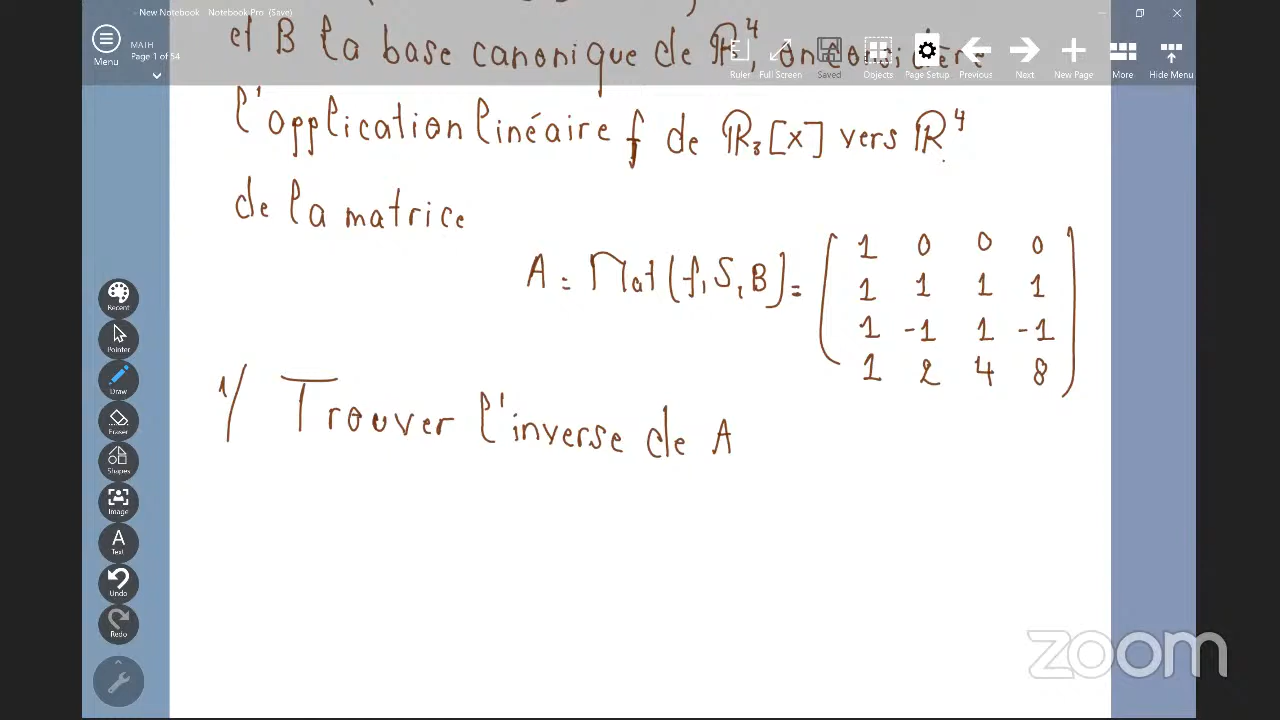 - New Notebook - Notebook Pro (Save)
Menu
MATH
Page 1 of 54
Ruler
Full Screen
Saved
Objects
Page Setup
Previous
Next
New Page
More
Hide Menu
et B la base canonique de ℝ⁴, on considère
l'application linéaire f de ℝ₃[x] vers ℝ⁴
de la matrice
A = Mat(f, S, B) =
1 0 0 0
1 1 1 1
1 -1 1 -1
1 2 4 8
1/ Trouver l'inverse de A
Recent
Pointer
Draw
Eraser
Shapes
Image
A
Text
Undo
Redo
zoom